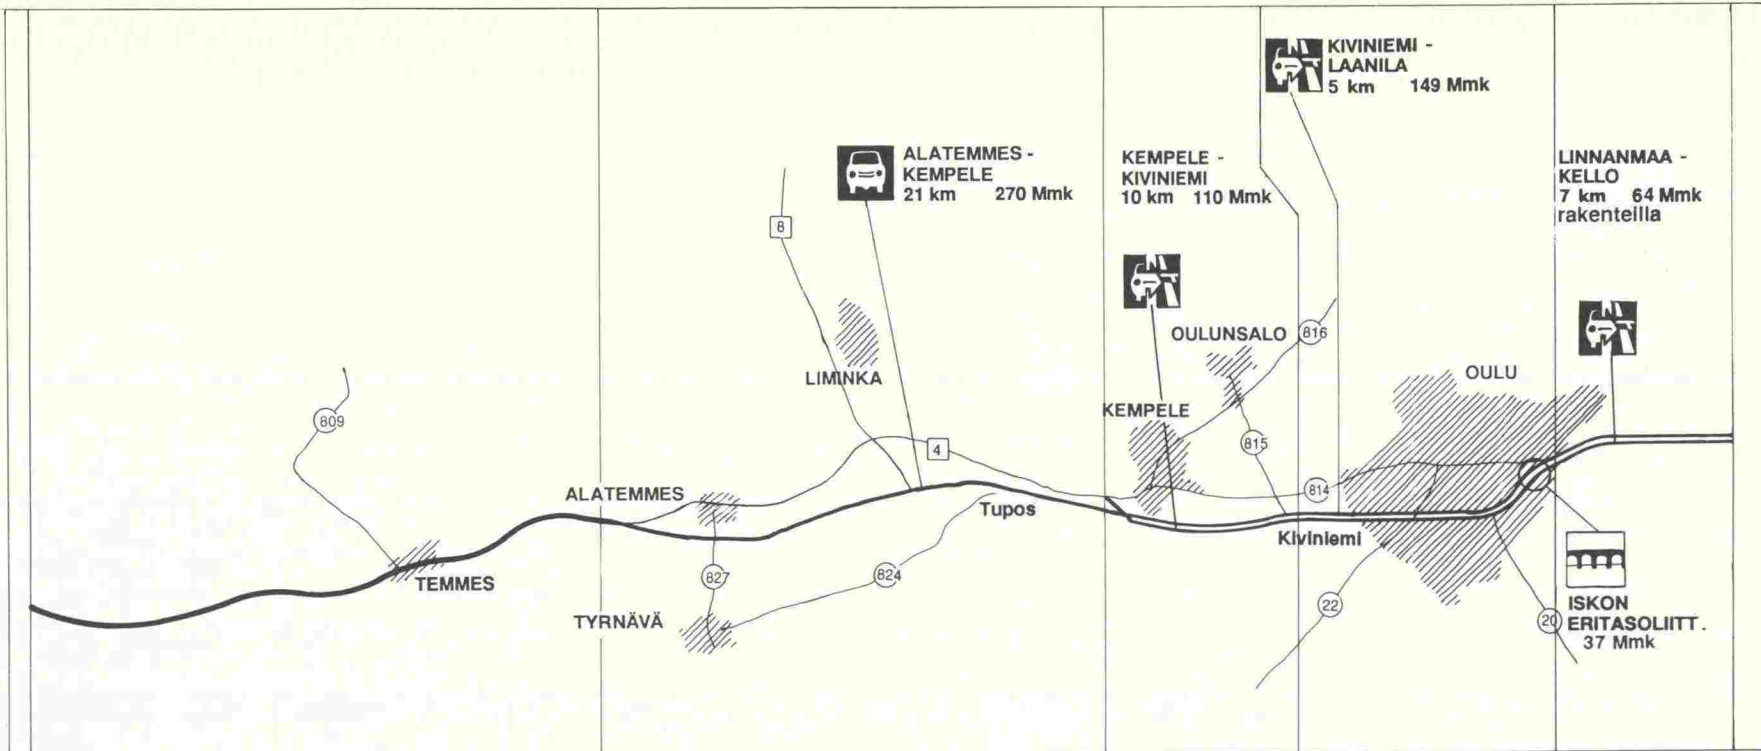 KIVINIEMI -
LAANILA
5 km 149 Mmk
ALATEMMES -
KEMPELE
21 km 270 Mmk
KEMPELE -
KIVINIEMI
10 km 110 Mmk
LINNANMAA -
KELLO
7 km 64 Mmk
rakenteilla
8
816
OULUNSALO
LIMINKA
OULU
KEMPELE
809
815
4
814
ALATEMMES
Tupos
Kiviniemi
827
824
TEMMES
22
20
TYRNÄVÄ
ISKON
ERITASOLIITT.
37 Mmk